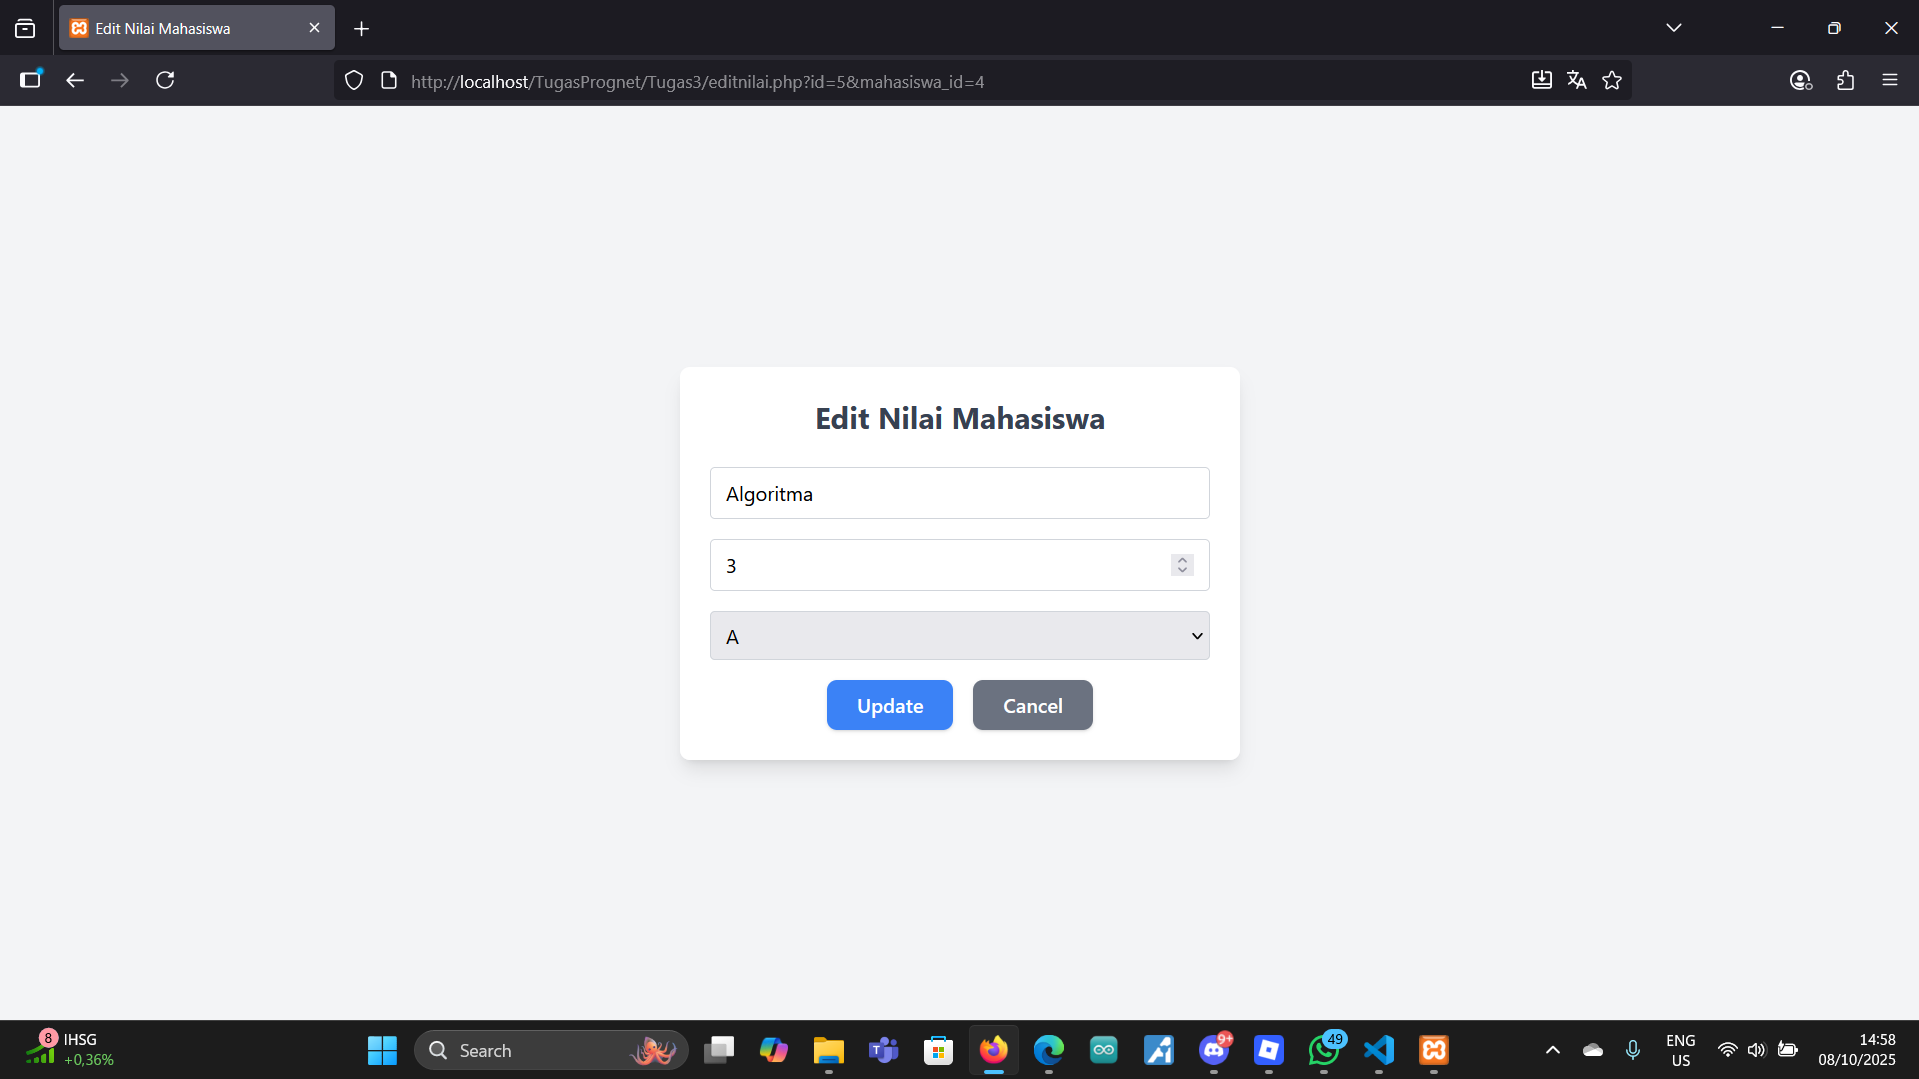 Edit Nilai Mahasiswa
http://localhost/TugasPrognet/Tugas3/editnilai.php?id=5&mahasiswa_id=4
Edit Nilai Mahasiswa
Algoritma
3
A
Update Cancel
8 IHSG
+0,36%
Search
9+
49
ENG
US
14:58
08/10/2025